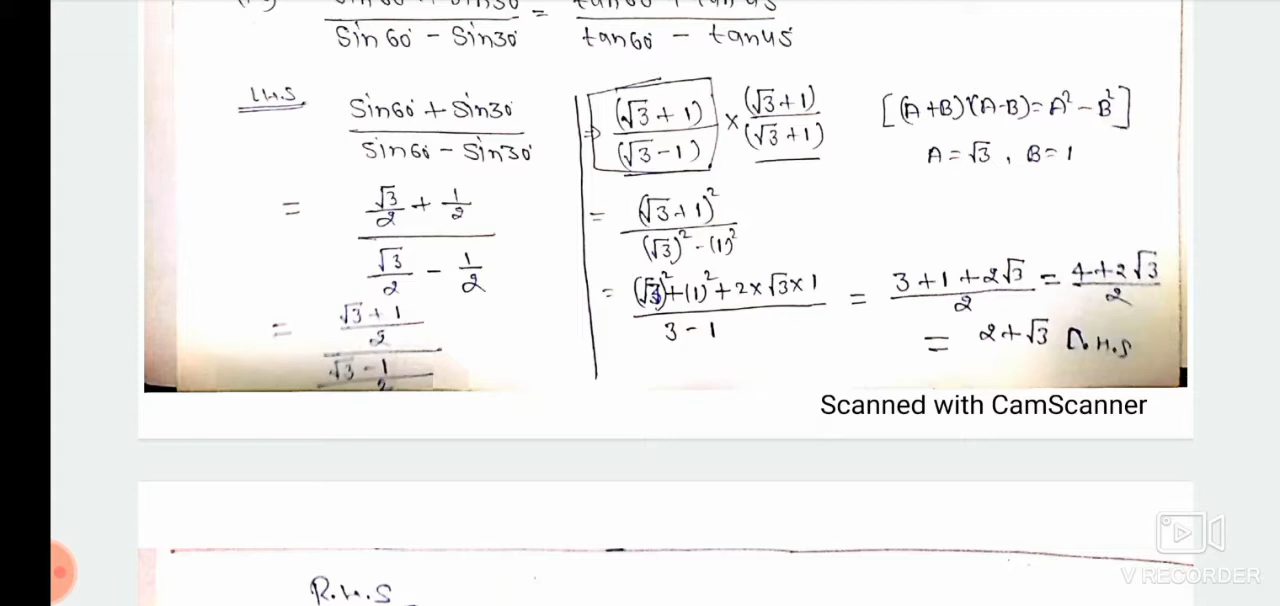 Sin60° - Sin30° = tan60° - tan45°
L.H.S
Sin60° + Sin30°
Sin60° - Sin30°
= √3/2 + 1/2
√3/2 - 1/2
= √3+1
2
√3-1
2
⇒ (√3+1)/(√3-1) × (√3+1)/(√3+1)
= (√3+1)²
(√3)² - (1)²
= (√3)²+(1)²+2×√3×1
3-1
[(A+B)(A-B)=A²-B²]
A=√3, B=1
= 3+1+2√3/2 = 4+2√3/2
= 2+√3 R.H.S
Scanned with CamScanner
R.H.S
V RECORDER